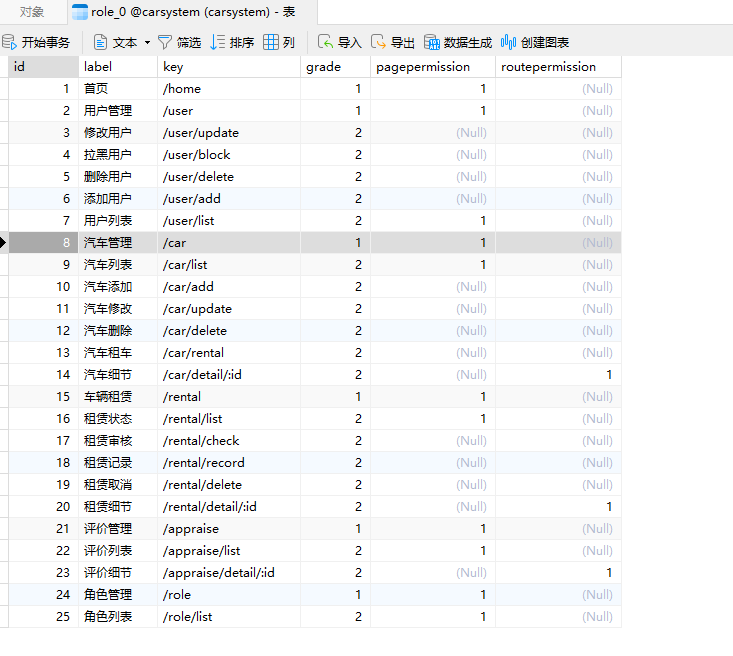 对象 role_0 @carsystem (carsystem) - 表
开始事务 文本 筛选 排序 列 导入 导出 数据生成 创建图表
id label key grade pagepermission routepermission
1 首页 /home 1 1 (Null)
2 用户管理 /user 1 1 (Null)
3 修改用户 /user/update 2 (Null) (Null)
4 拉黑用户 /user/block 2 (Null) (Null)
5 删除用户 /user/delete 2 (Null) (Null)
6 添加用户 /user/add 2 (Null) (Null)
7 用户列表 /user/list 2 1 (Null)
8 汽车管理 /car 1 1 (Null)
9 汽车列表 /car/list 2 1 (Null)
10 汽车添加 /car/add 2 (Null) (Null)
11 汽车修改 /car/update 2 (Null) (Null)
12 汽车删除 /car/delete 2 (Null) (Null)
13 汽车租车 /car/rental 2 (Null) (Null)
14 汽车细节 /car/detail/:id 2 (Null) 1
15 车辆租赁 /rental 1 1 (Null)
16 租赁状态 /rental/list 2 1 (Null)
17 租赁审核 /rental/check 2 (Null) (Null)
18 租赁记录 /rental/record 2 (Null) (Null)
19 租赁取消 /rental/delete 2 (Null) (Null)
20 租赁细节 /rental/detail/:id 2 (Null) 1
21 评价管理 /appraise 1 1 (Null)
22 评价列表 /appraise/list 2 1 (Null)
23 评价细节 /appraise/detail/:id 2 (Null) 1
24 角色管理 /role 1 1 (Null)
25 角色列表 /role/list 2 1 (Null)